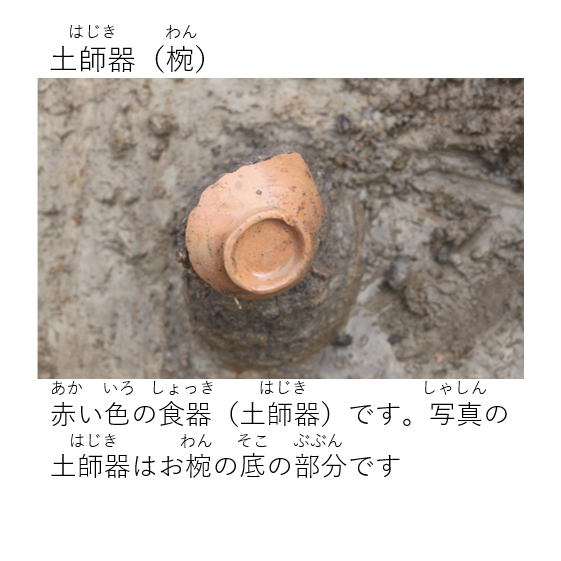 はじき わん
土師器（椀）
あか いろ しょっき はじき しゃしん
赤い色の食器（土師器）です。写真の
はじき わん そこ ぶぶん
土師器はお椀の底の部分です